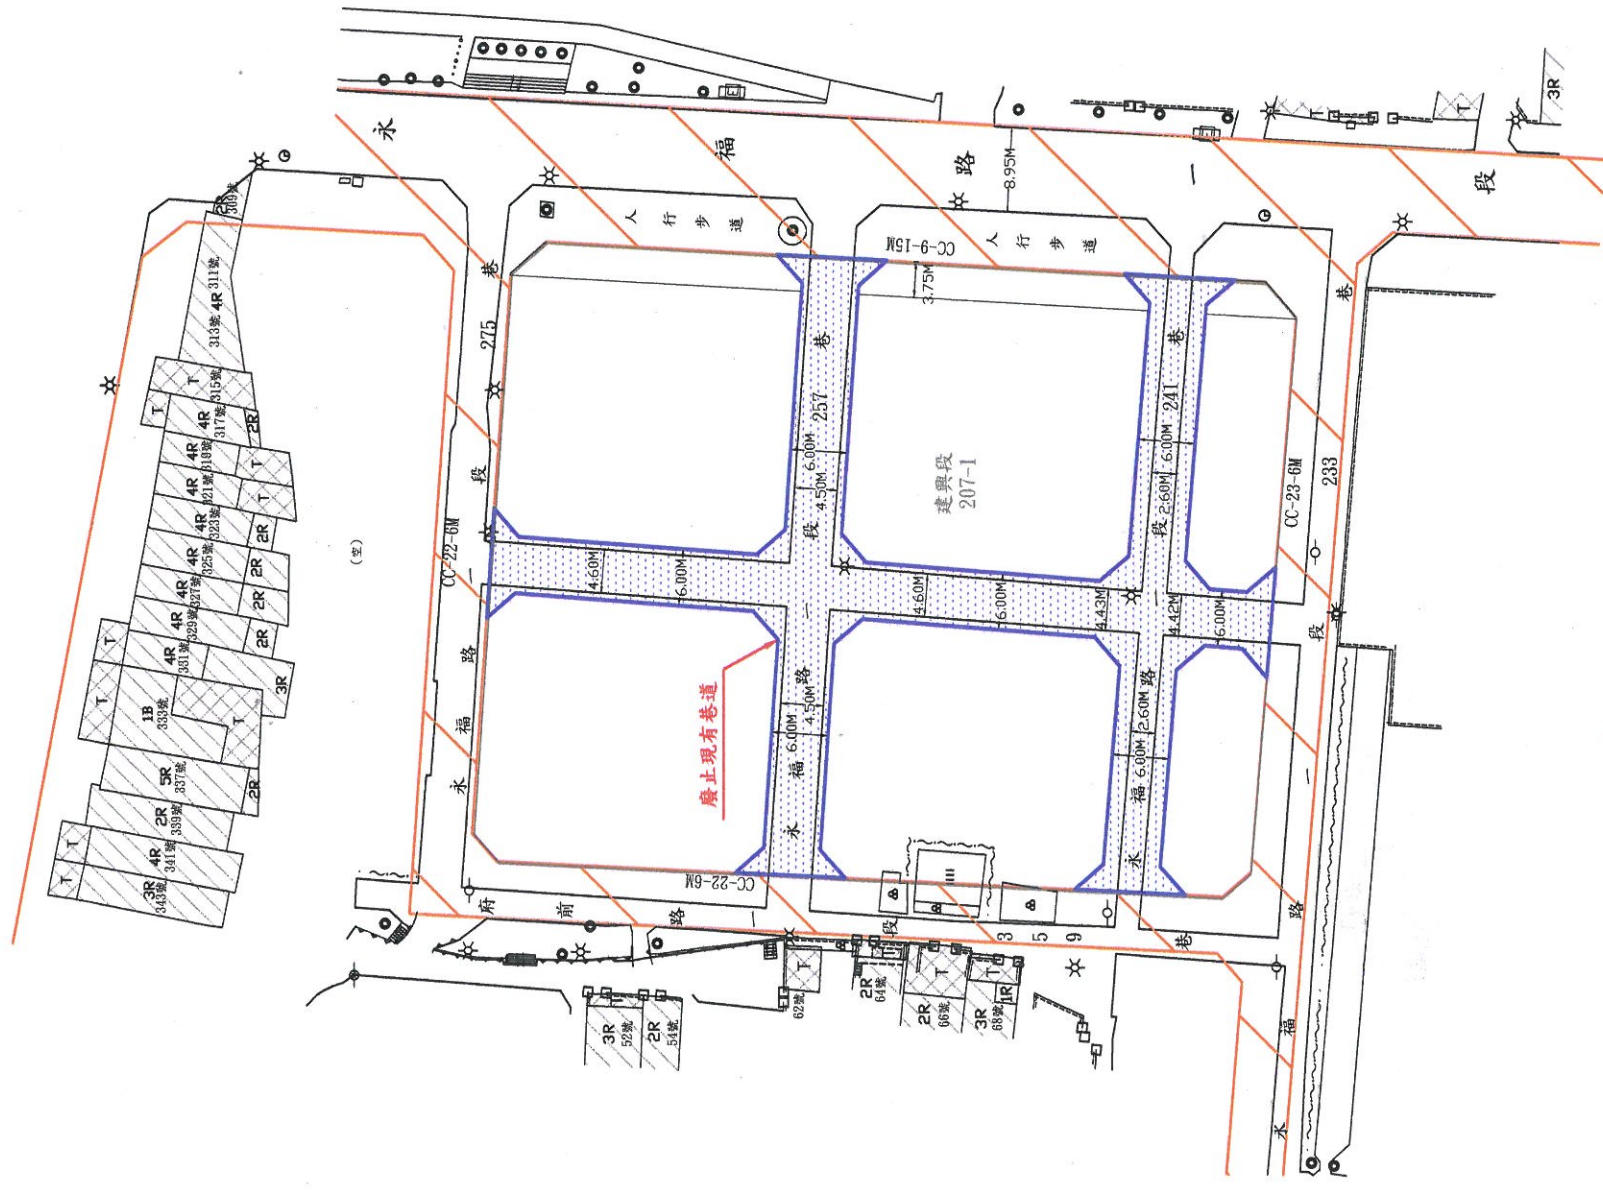 永福路一段
8.95M
3R
T
T
人行步道
人行步道
CC-9-15M
3.75M
2R
309號
311號
4R
313號
T
315號
T
4R
317號
2R
4R
319號
T
4R
321號
T
4R
323號
2R
4R
325號
2R
4R
327號
2R
4R
329號
2R
4R
331號
3R
T
T
1B
333號
T
5R
337號
2R
2R
339號
4R
341號
T
T
3R
343號
(空)
永福路一段275巷
CC-22-6M
永福路一段257巷
6.00M
4.50M
6.00M
4.50M
永福路一段241巷
6.00M
2.60M
6.00M
2.60M
建興段
207-1
4.60M
6.00M
4.60M
6.00M
4.43M
4.42M
6.00M
廢止現有巷道
CC-23-6M
永福路一段233巷
CC-22-6M
府前路一段359巷
T
62號
3R
52號
T
2R
54號
2R
64號
T
2R
66號
T
3R
68號
T
1R